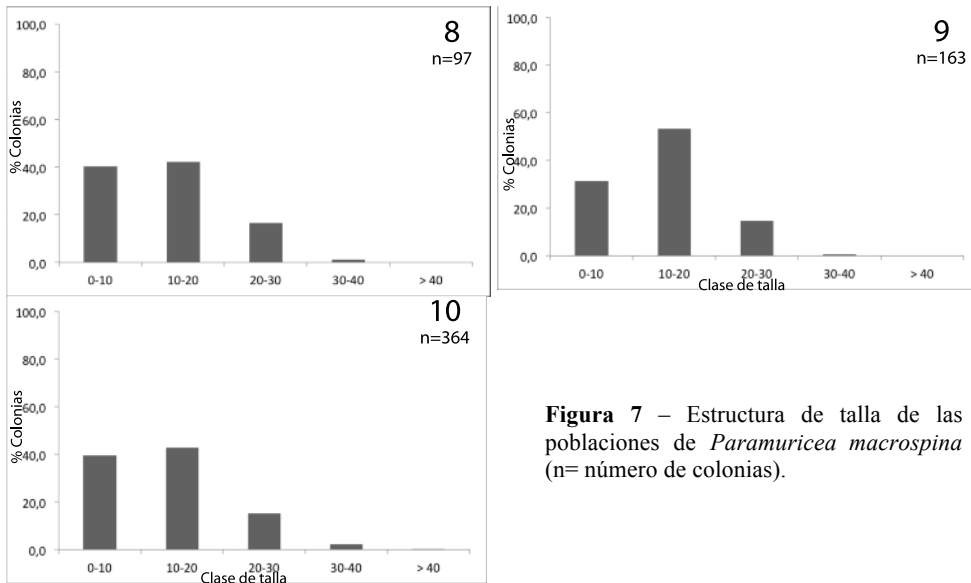 8
n=97
100,0
80,0
60,0
40,0
20,0
0,0
% Colonias
0-10 10-20 20-30 30-40 > 40
9
n=163
100,0
80,0
60,0
40,0
20,0
0,0
% Colonias
0-10 10-20 20-30 30-40 > 40
Clase de talla
10
n=364
100,0
80,0
60,0
40,0
20,0
0,0
% Colonias
0-10 10-20 20-30 30-40 > 40
Clase de talla
Figura 7 – Estructura de talla de las
poblaciones de Paramuricea macrospina
(n= número de colonias).